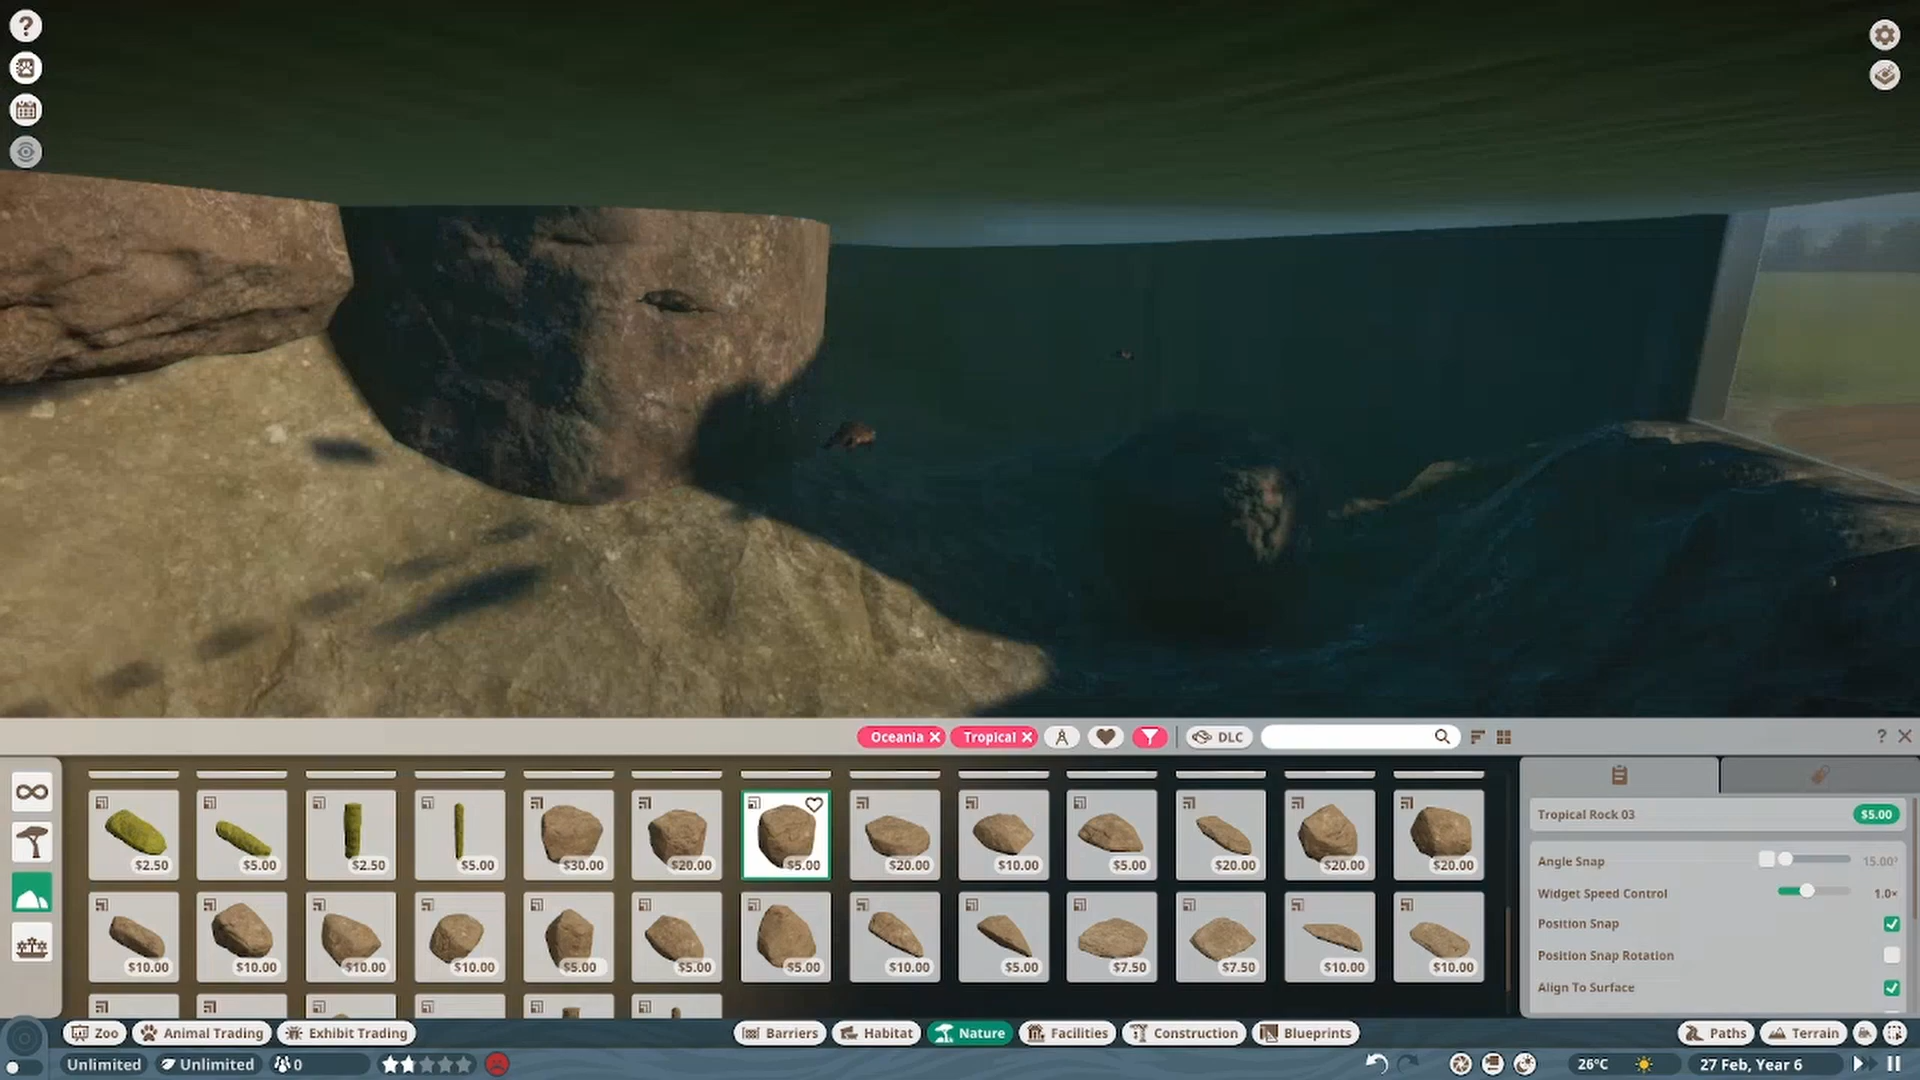 ?
Oceania ×
Tropical ×
DLC
? ×
$2.50
$5.00
$2.50
$5.00
$30.00
$20.00
$5.00
$20.00
$10.00
$5.00
$20.00
$20.00
$20.00
$10.00
$10.00
$10.00
$10.00
$5.00
$5.00
$5.00
$10.00
$5.00
$7.50
$7.50
$10.00
$10.00
Tropical Rock 03
$5.00
Angle Snap
15.00°
Widget Speed Control
1.0×
Position Snap
Position Snap Rotation
Align To Surface
Zoo
Animal Trading
Exhibit Trading
Barriers
Habitat
Nature
Facilities
Construction
Blueprints
Paths
Terrain
Unlimited
Unlimited
0
26°C
27 Feb, Year 6